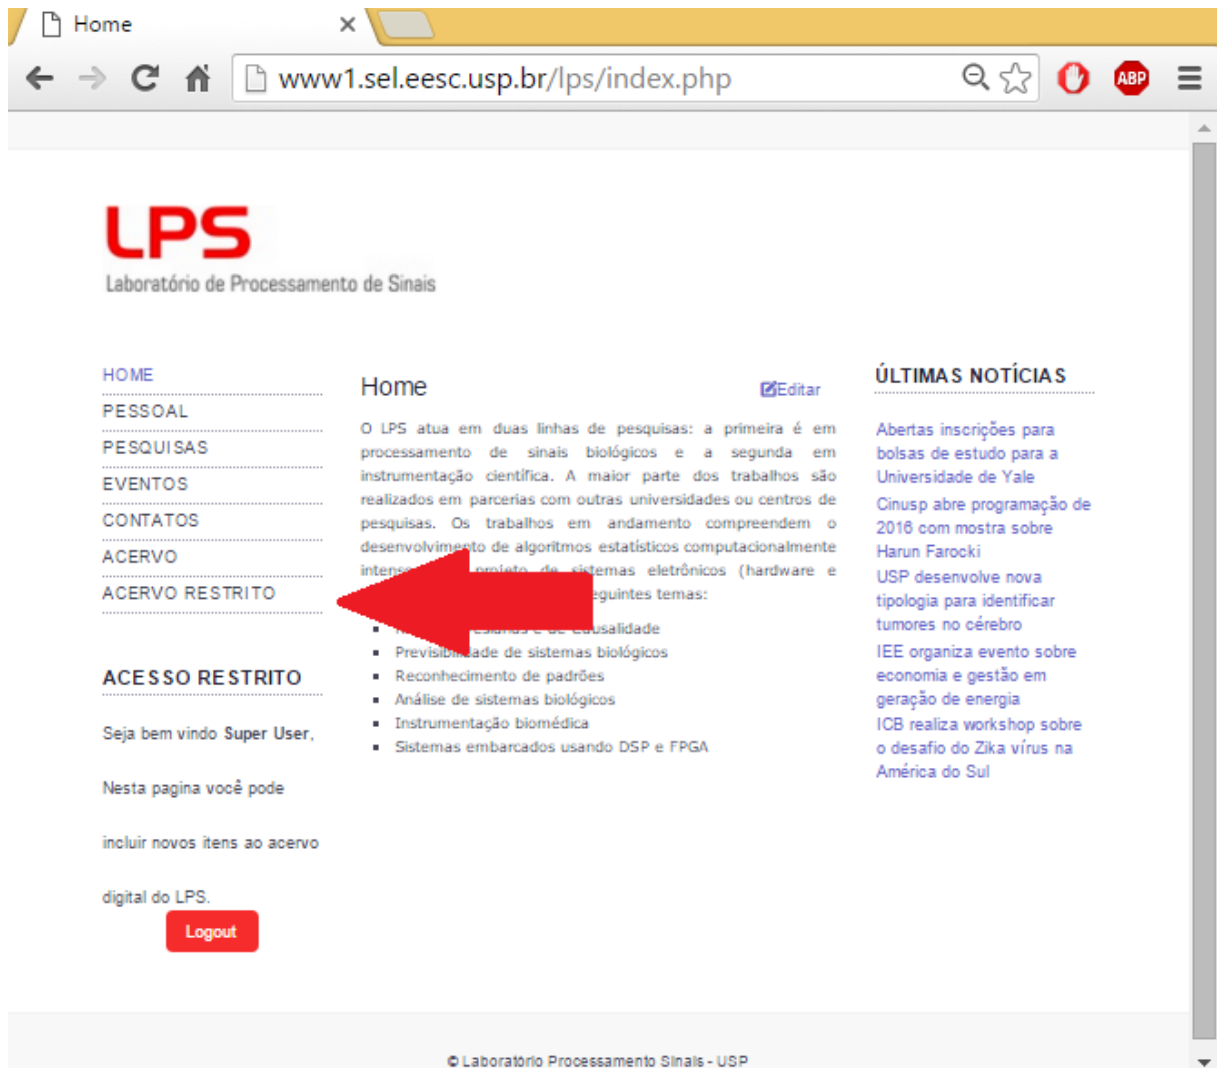 Home
www1.sel.eesc.usp.br/lps/index.php
ABP
LPS
Laboratório de Processamento de Sinais
HOME
PESSOAL
PESQUISAS
EVENTOS
CONTATOS
ACERVO
ACERVO RESTRITO
ACESSO RESTRITO
Seja bem vindo Super User,
Nesta pagina você pode
incluir novos itens ao acervo
digital do LPS.
Logout
Home
Editar
O LPS atua em duas linhas de pesquisas: a primeira é em
processamento de sinais biológicos e a segunda em
instrumentação científica. A maior parte dos trabalhos são
realizados em parcerias com outras universidades ou centros de
pesquisas. Os trabalhos em andamento compreendem o
desenvolvimento de algoritmos estatísticos computacionalmente
projeto de sistemas eletrônicos (hardware e
temas:
e de Causalidade
Previsibilidade de sistemas biológicos
Reconhecimento de padrões
Análise de sistemas biológicos
Instrumentação biomédica
Sistemas embarcados usando DSP e FPGA
ÚLTIMAS NOTÍCIAS
Abertas inscrições para
bolsas de estudo para a
Universidade de Yale
Cinusp abre programação de
2016 com mostra sobre
Harun Farocki
USP desenvolve nova
tipologia para identificar
tumores no cérebro
IEE organiza evento sobre
economia e gestão em
geração de energia
ICB realiza workshop sobre
o desafio do Zika vírus na
América do Sul
© Laboratório Processamento Sinais - USP